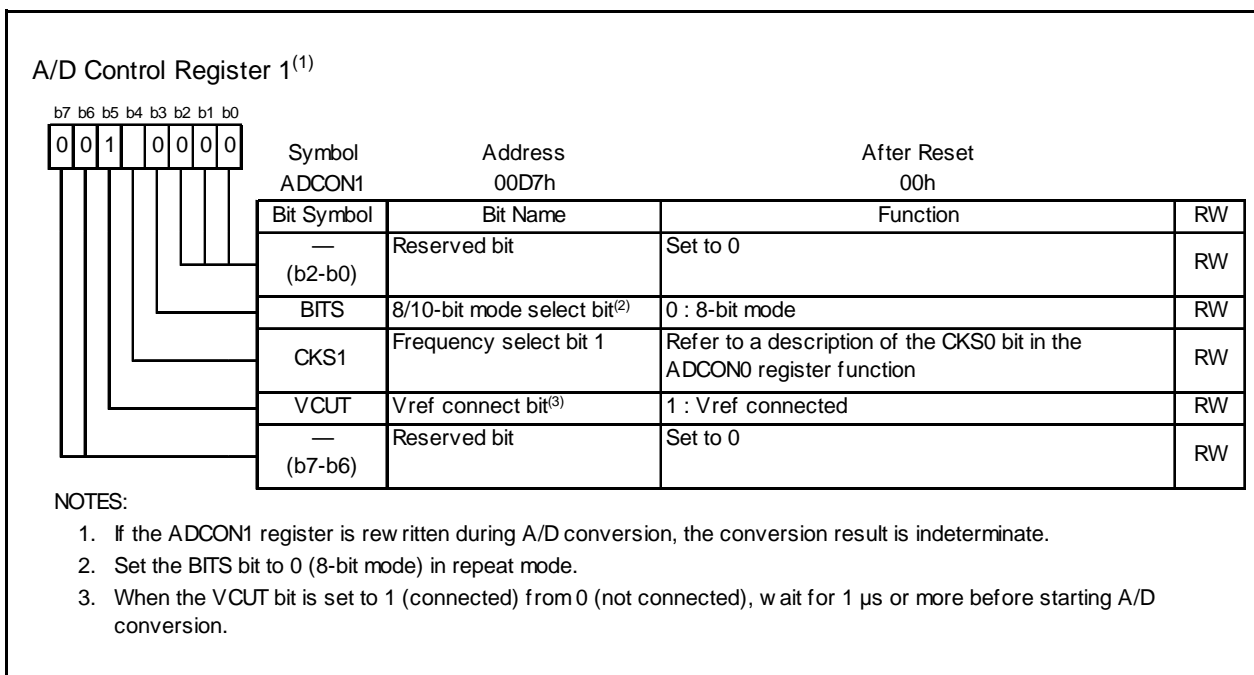 A/D Control Register 1(1)
b7 b6 b5 b4 b3 b2 b1 b0
0 0 1 0 0 0 0
Symbol Address After Reset
ADCON1 00D7h 00h
Bit Symbol Bit Name Function RW
— (b2-b0) Reserved bit Set to 0 RW
BITS 8/10-bit mode select bit(2) 0 : 8-bit mode RW
CKS1 Frequency select bit 1 Refer to a description of the CKS0 bit in the
ADCON0 register function RW
VCUT Vref connect bit(3) 1 : Vref connected RW
— (b7-b6) Reserved bit Set to 0 RW
NOTES:
1. If the ADCON1 register is rewritten during A/D conversion, the conversion result is indeterminate.
2. Set the BITS bit to 0 (8-bit mode) in repeat mode.
3. When the VCUT bit is set to 1 (connected) from 0 (not connected), wait for 1 µs or more before starting A/D
conversion.